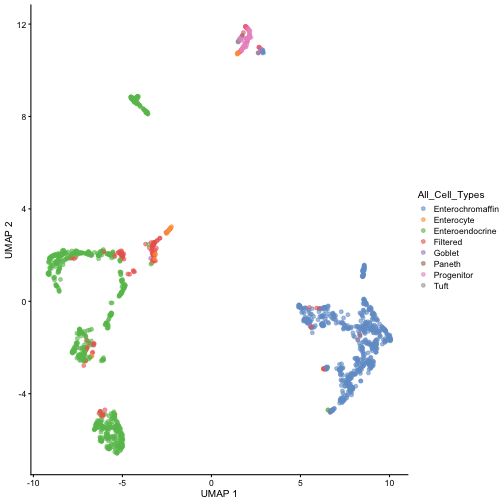 12
8
4
0
-4
UMAP 2
-10
-5
0
5
10
UMAP 1
All_Cell_Types
Enterochromaffin
Enterocyte
Enteroendocrine
Filtered
Goblet
Paneth
Progenitor
Tuft